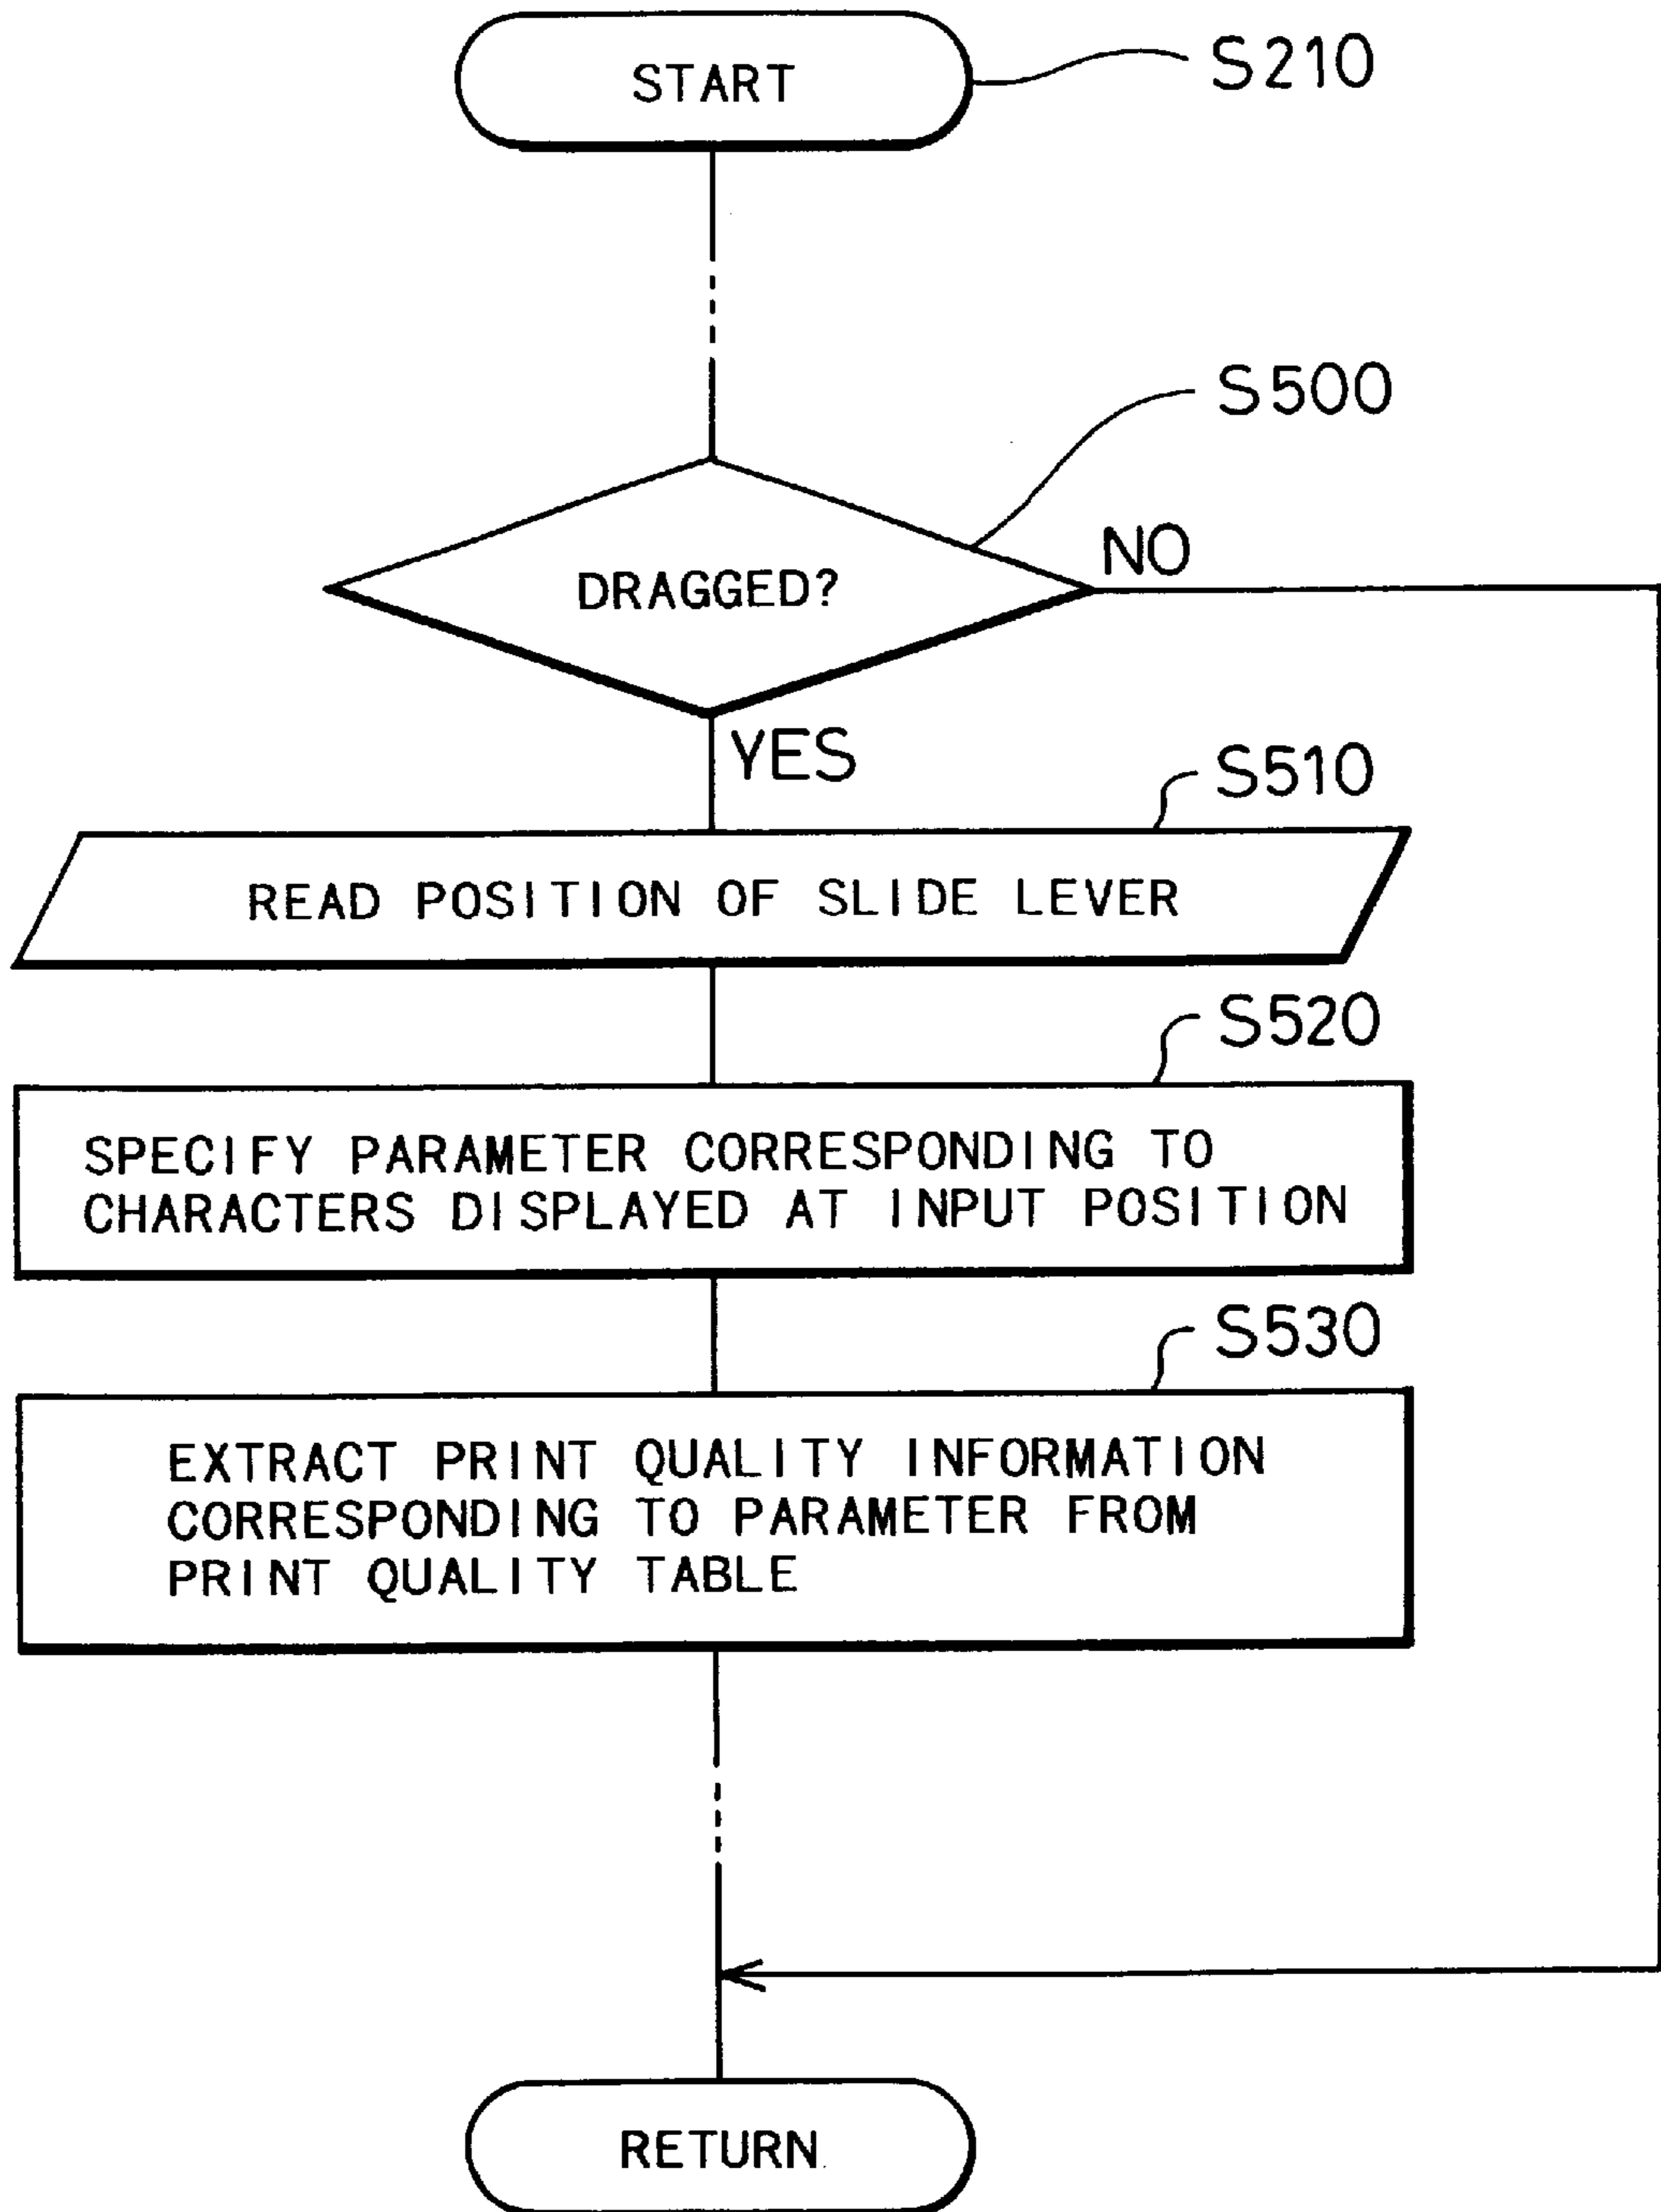 START
S210
S500
DRAGGED?
NO
YES
S510
READ POSITION OF SLIDE LEVER
S520
SPECIFY PARAMETER CORRESPONDING TO
CHARACTERS DISPLAYED AT INPUT POSITION
S530
EXTRACT PRINT QUALITY INFORMATION
CORRESPONDING TO PARAMETER FROM
PRINT QUALITY TABLE
RETURN